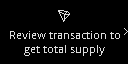 Review transaction to
get total supply